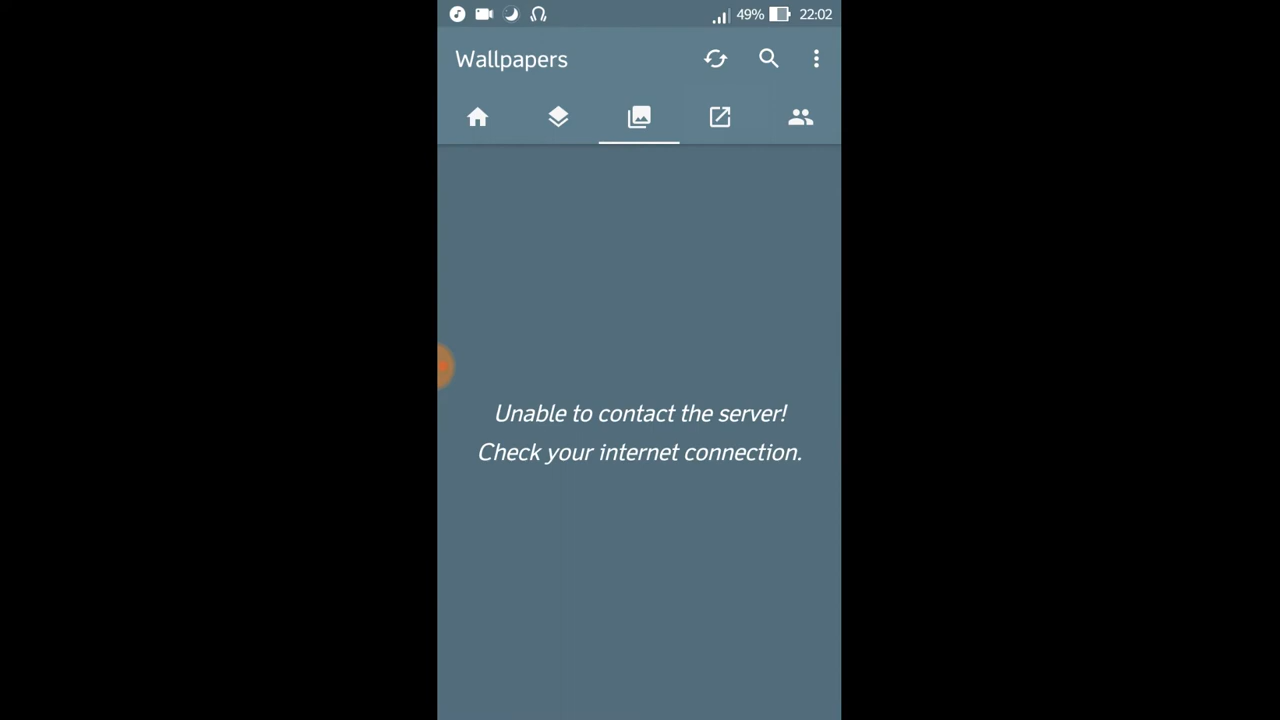 49% 22:02
Wallpapers
Unable to contact the server!
Check your internet connection.